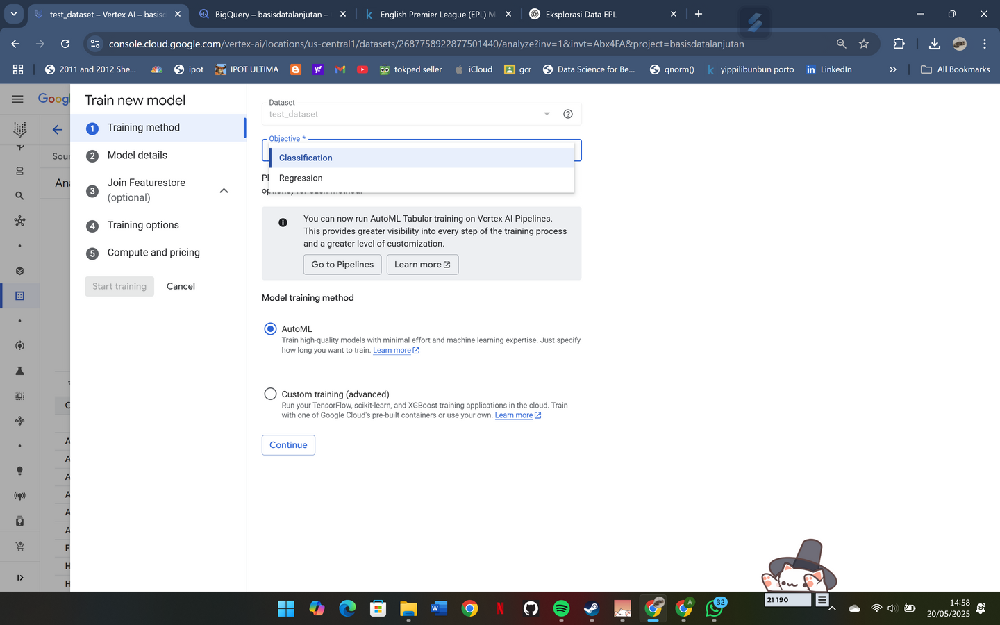 test_dataset – Vertex AI – basisc
BigQuery – basisdatalanjutan –
English Premier League (EPL) M
Eksplorasi Data EPL
console.cloud.google.com/vertex-ai/locations/us-central1/datasets/2687758922877501440/analyze?inv=1&invt=Abx4FA&project=basisdatalanjutan
2011 and 2012 She...
ipot
IPOT ULTIMA
tokped seller
iCloud
gcr
Data Science for Be...
qnorm()
yippilibunbun porto
LinkedIn
All Bookmarks
Goog
Sour
Ana
Train new model
1 Training method
2 Model details
3 Join Featurestore
(optional)
4 Training options
5 Compute and pricing
Start training
Cancel
Dataset
test_dataset
Objective *
Classification
Regression
You can now run AutoML Tabular training on Vertex AI Pipelines.
This provides greater visibility into every step of the training process
and a greater level of customization.
Go to Pipelines
Learn more
Model training method
AutoML
Train high-quality models with minimal effort and machine learning expertise. Just specify
how long you want to train. Learn more
Custom training (advanced)
Run your TensorFlow, scikit-learn, and XGBoost training applications in the cloud. Train
with one of Google Cloud's pre-built containers or use your own. Learn more
Continue
C
A
A
A
A
A
A
F
H
H
21 190
32
14:58
20/05/2025